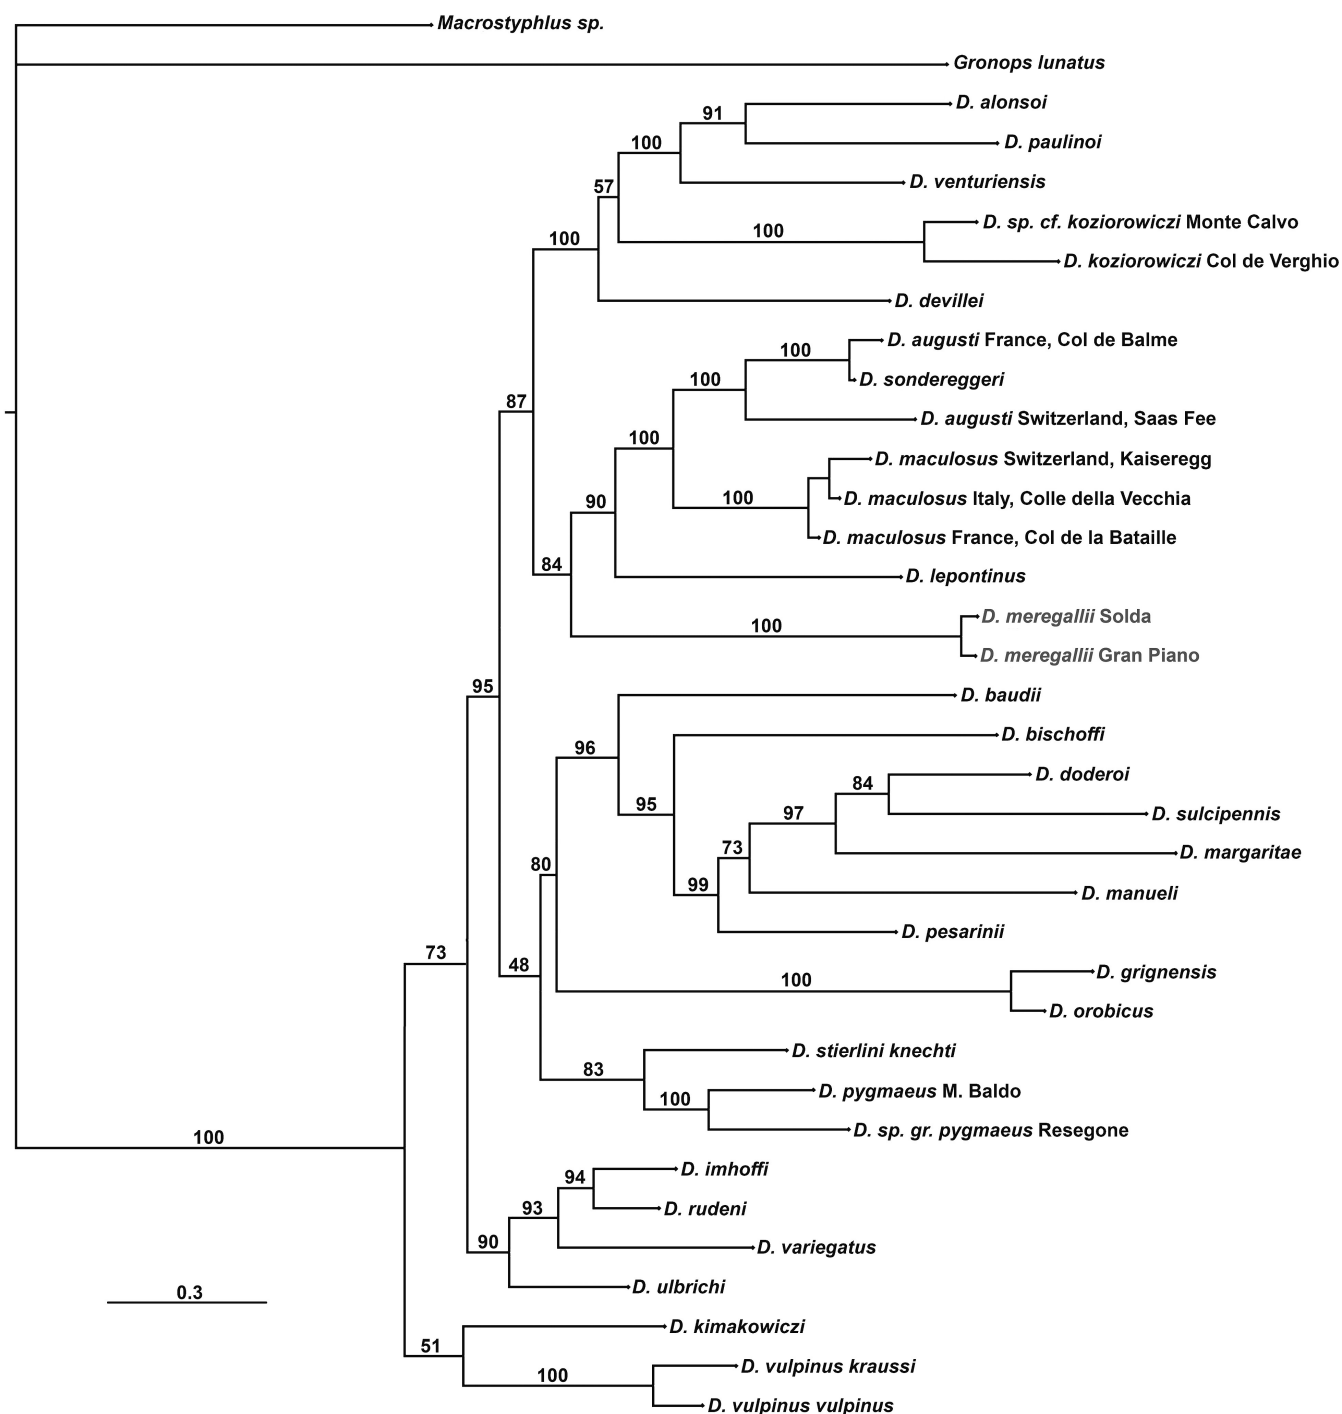 Macrostyphlus sp.
Gronops lunatus
D. alonsoi
91
D. paulinoi
100
D. venturiensis
57
D. sp. cf. koziorowiczi Monte Calvo
100
100
D. koziorowiczi Col de Verghio
D. devillei
D. augusti France, Col de Balme
100
D. sondereggeri
100
87
D. augusti Switzerland, Saas Fee
100
D. maculosus Switzerland, Kaiseregg
90
100
D. maculosus Italy, Colle della Vecchia
D. maculosus France, Col de la Bataille
84
D. lepontinus
D. meregallii Solda
100
D. meregallii Gran Piano
95
D. baudii
D. bischoffi
96
D. doderoi
84
95
97
D. sulcipennis
73
D. margaritae
80
99
D. manueli
D. pesarinii
73
48
D. grignensis
100
D. orobicus
D. stierlini knechti
83
D. pygmaeus M. Baldo
100
D. sp. gr. pygmaeus Resegone
100
D. imhoffi
94
D. rudeni
93
90
D. variegatus
D. ulbrichi
0.3
D. kimakowiczi
51
D. vulpinus kraussi
100
D. vulpinus vulpinus